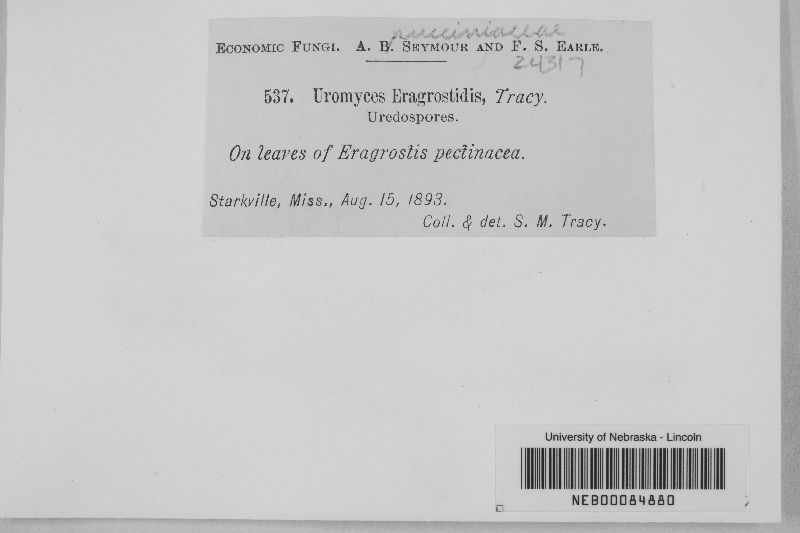 pucciniaceae
ECONOMIC FUNGI. A. B. SEYMOUR AND F. S. EARLE.
24317
537. Uromyces Eragrostidis, Tracy.
Uredospores.
On leaves of Eragrostis pectinacea.
Starkville, Miss., Aug. 15, 1893.
Coll. & det. S. M. Tracy.
University of Nebraska - Lincoln
NEB00084880